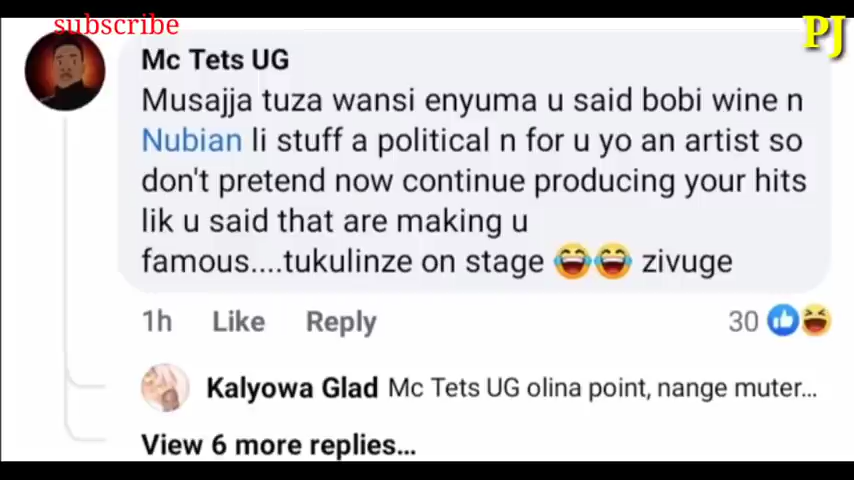 subscribe
PJ
Mc Tets UG
Musajja tuza wansi enyuma u said bobi wine n
Nubian li stuff a political n for u yo an artist so
don't pretend now continue producing your hits
lik u said that are making u
famous....tukulinze on stage 😂😂 zivuge
1h Like Reply 30
Kalyowa Glad Mc Tets UG olina point, nange muter...
View 6 more replies...